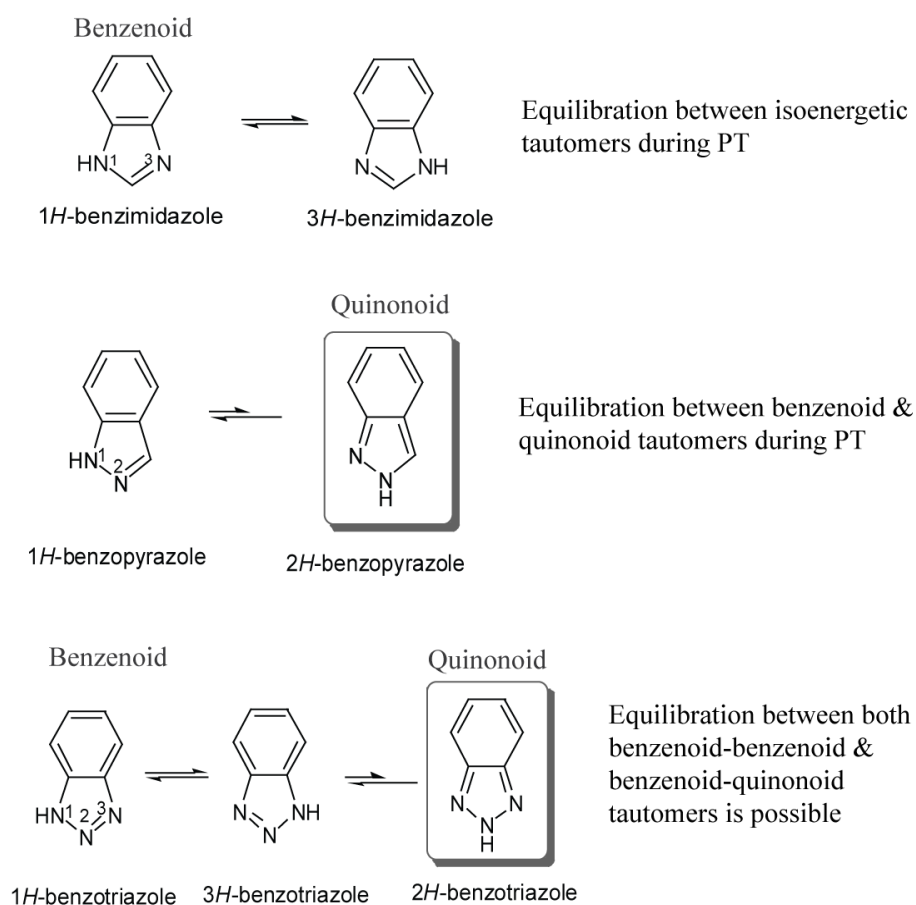 Benzenoid
HN 1 3 N
N NH
Equilibration between isoenergetic
tautomers during PT
1H-benzimidazole
3H-benzimidazole
Quinonoid
HN 1 2 N
N N H
Equilibration between benzenoid &
quinonoid tautomers during PT
1H-benzopyrazole
2H-benzopyrazole
Benzenoid
Quinonoid
HN 1 2 3 N N
N N NH
N N N H
Equilibration between both
benzenoid-benzenoid &
benzenoid-quinonoid
tautomers is possible
1H-benzotriazole
3H-benzotriazole
2H-benzotriazole